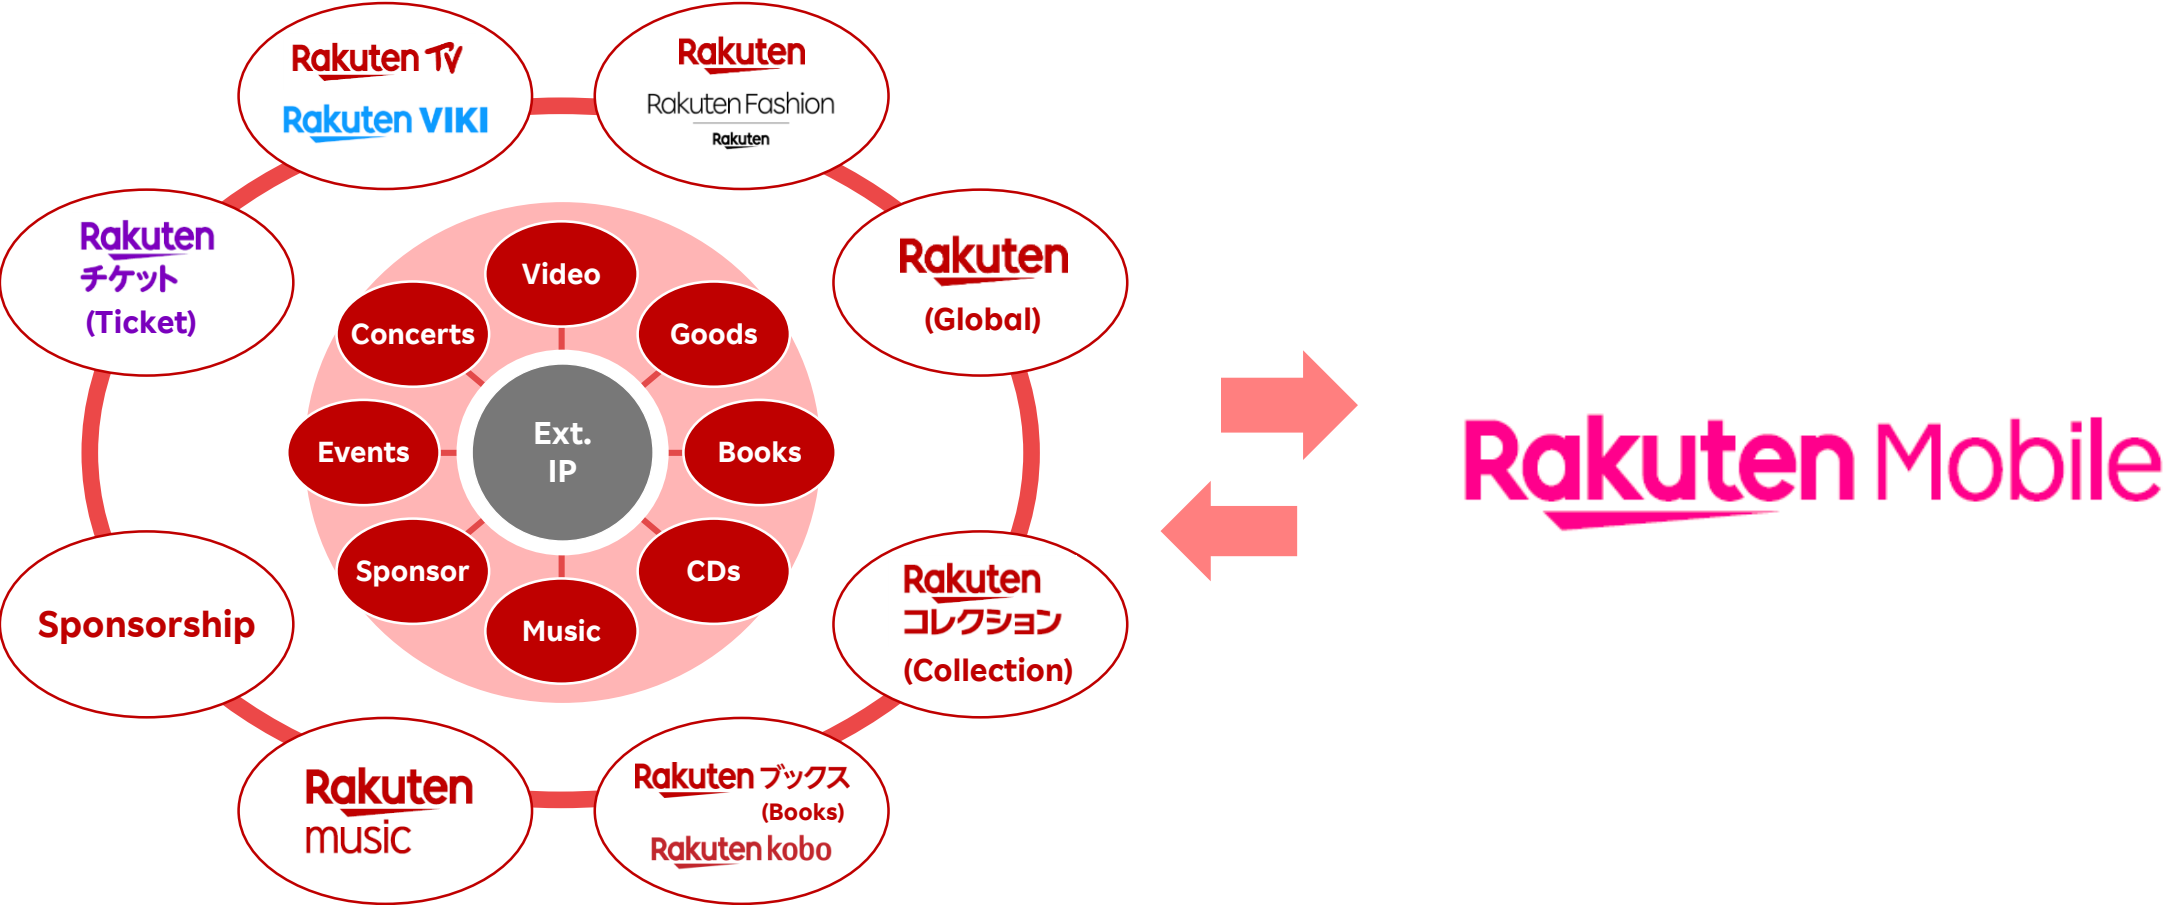 Rakuten TV
Rakuten VIKI
Rakuten
Rakuten Fashion
Rakuten
Rakuten
チケット
(Ticket)
Rakuten
(Global)
Video
Concerts
Goods
Events
Ext.
IP
Books
Sponsor
CDs
Music
Sponsorship
Rakuten
コレクション
(Collection)
Rakuten
music
Rakuten ブックス
(Books)
Rakuten kobo
Rakuten Mobile